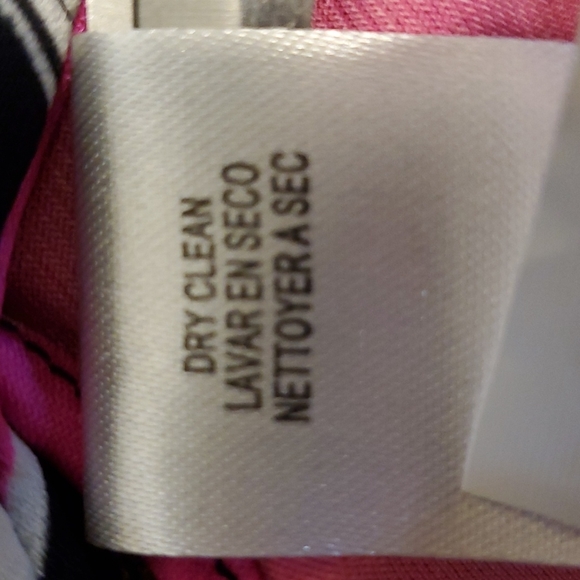 DRY CLEAN
LAVAR EN SECO
NETTOYER A SEC